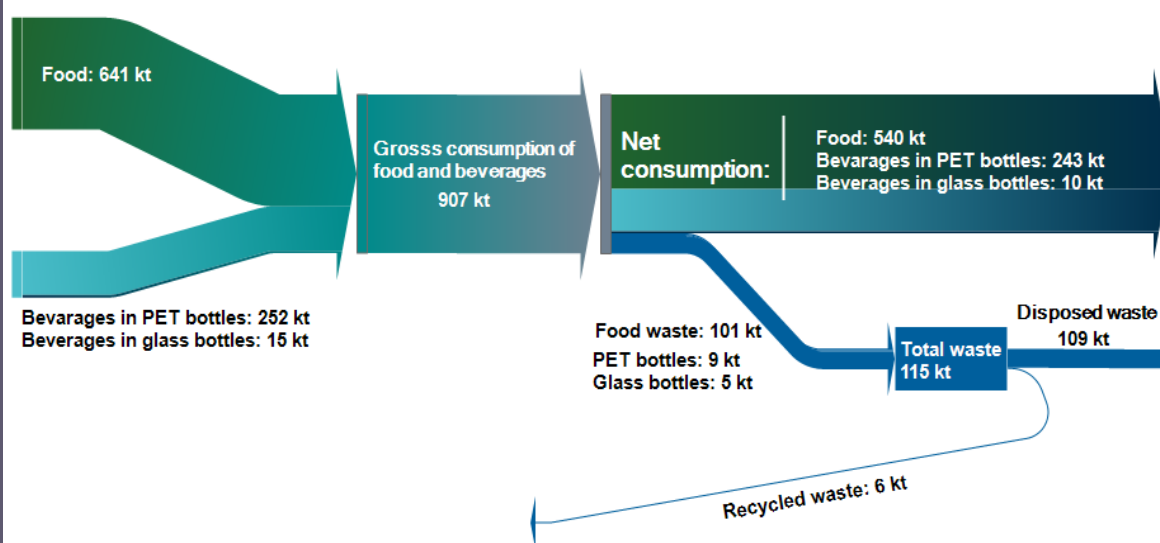 Food: 641 kt
Bevarages in PET bottles: 252 kt
Beverages in glass bottles: 15 kt
Grosss consumption of
food and beverages
907 kt
Net
consumption:
Food: 540 kt
Bevarages in PET bottles: 243 kt
Beverages in glass bottles: 10 kt
Food waste: 101 kt
PET bottles: 9 kt
Glass bottles: 5 kt
Total waste
115 kt
Disposed waste
109 kt
Recycled waste: 6 kt